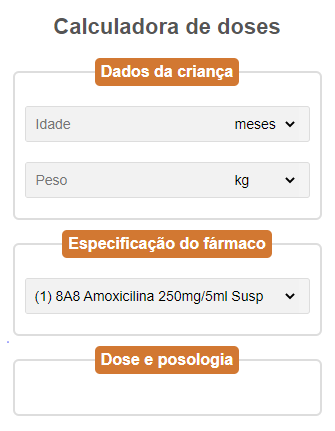 Calculadora de doses
Dados da criança
Idade meses
Peso kg
Especificação do fármaco
(1) 8A8 Amoxicilina 250mg/5ml Susp
Dose e posologia